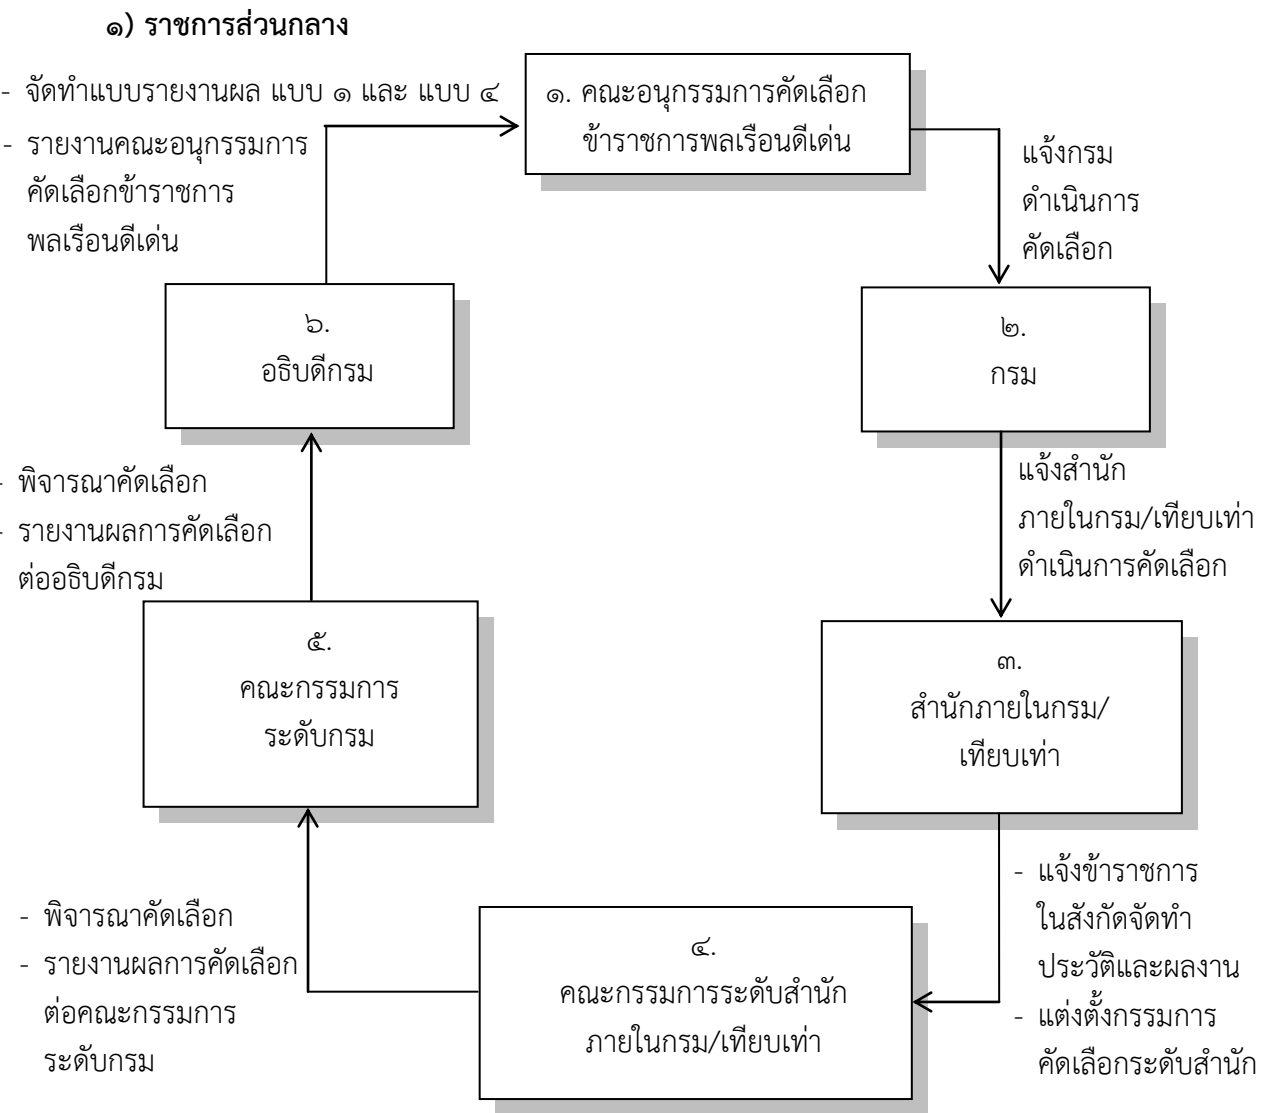 ๑) ราชการส่วนกลาง
- จัดทำแบบรายงานผล แบบ ๑ และ แบบ ๔
- รายงานคณะอนุกรรมการ
คัดเลือกข้าราชการ
พลเรือนดีเด่น
๑. คณะอนุกรรมการคัดเลือก
ข้าราชการพลเรือนดีเด่น
แจ้งกรม
ดำเนินการ
คัดเลือก
๒.
กรม
แจ้งสำนัก
ภายในกรม/เทียบเท่า
ดำเนินการคัดเลือก
๓.
สำนักภายในกรม/
เทียบเท่า
- แจ้งข้าราชการ
ในสังกัดจัดทำ
ประวัติและผลงาน
- แต่งตั้งกรรมการ
คัดเลือกระดับสำนัก
๔.
คณะกรรมการระดับสำนัก
ภายในกรม/เทียบเท่า
- พิจารณาคัดเลือก
- รายงานผลการคัดเลือก
ต่อคณะกรรมการ
ระดับกรม
๕.
คณะกรรมการ
ระดับกรม
- พิจารณาคัดเลือก
- รายงานผลการคัดเลือก
ต่ออธิบดีกรม
๖.
อธิบดีกรม